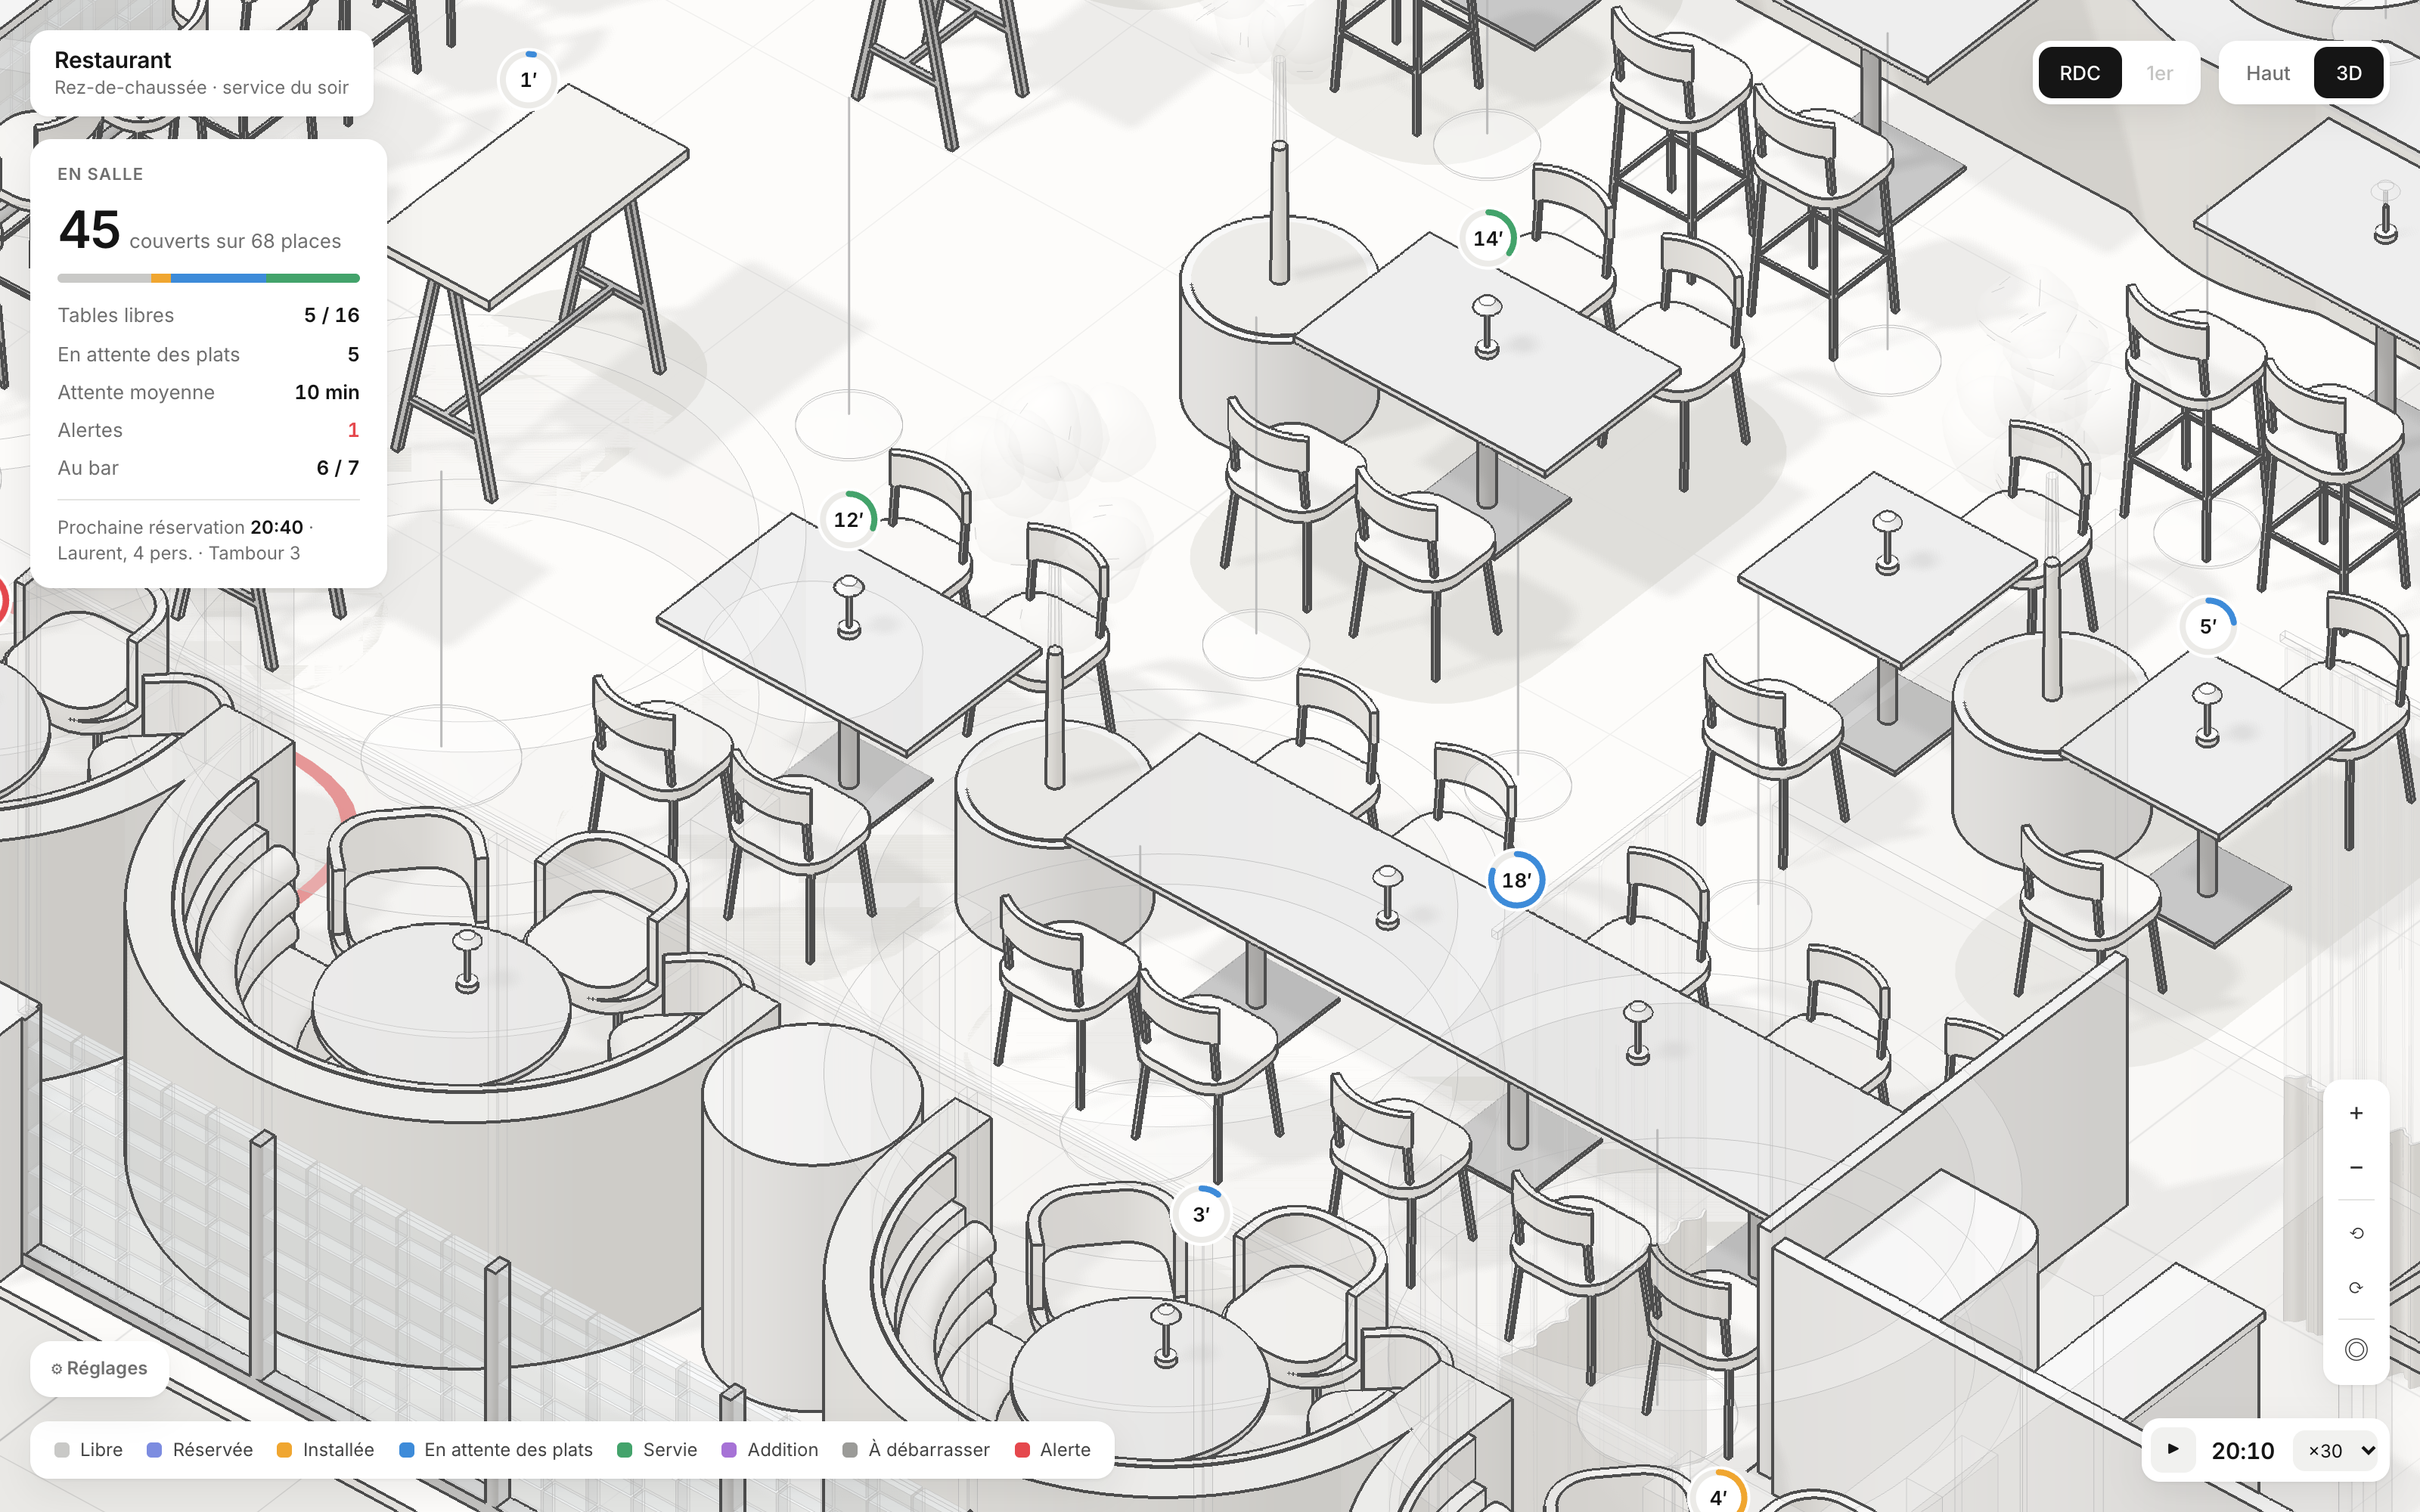 Restaurant
Rez-de-chaussée · service du soir
RDC
1er
Haut
3D
EN SALLE
45 couverts sur 68 places
Tables libres 5 / 16
En attente des plats 5
Attente moyenne 10 min
Alertes 1
Au bar 6 / 7
Prochaine réservation 20:40 ·
Laurent, 4 pers. · Tambour 3
1′
14′
12′
5′
18′
3′
4′
+
−
Réglages
Libre
Réservée
Installée
En attente des plats
Servie
Addition
À débarrasser
Alerte
20:10
×30